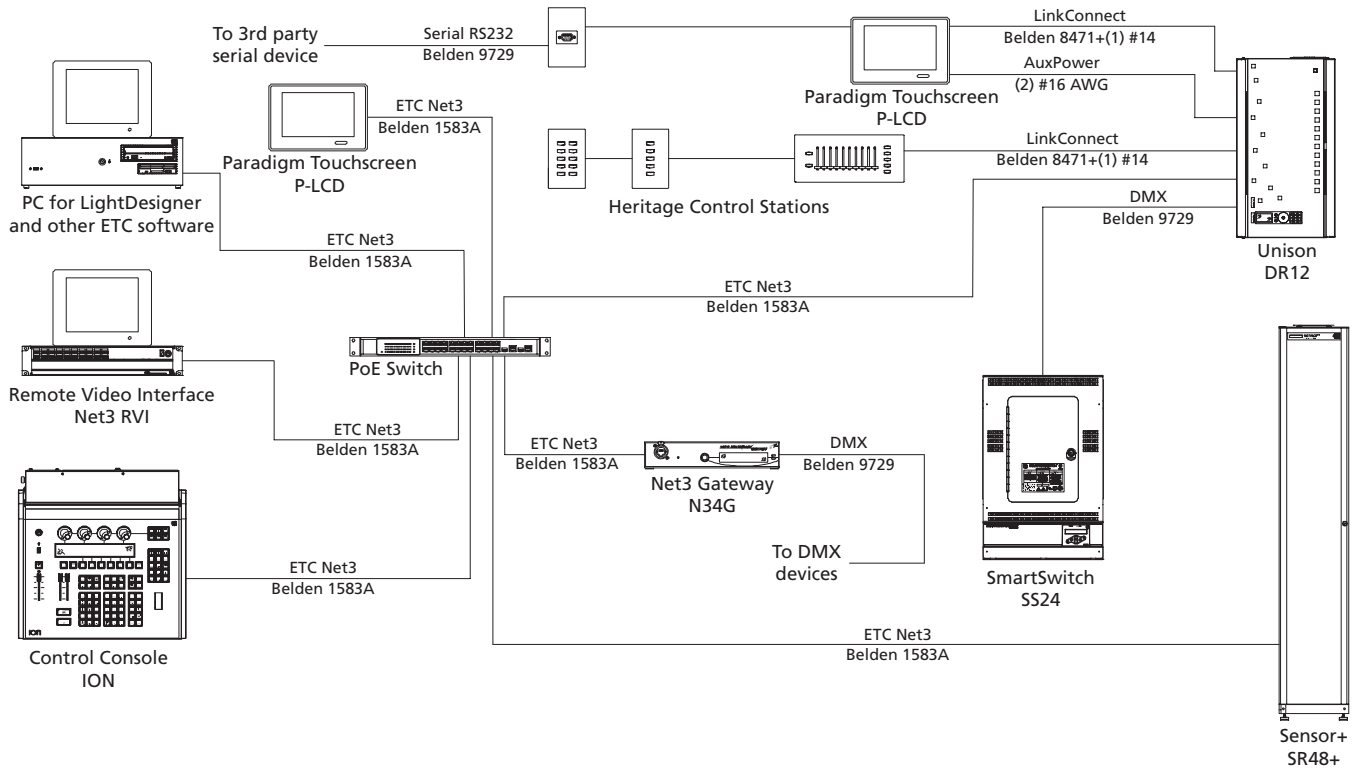 To 3rd party
serial device
Serial RS232
Belden 9729
LinkConnect
Belden 8471+(1) #14
AuxPower
(2) #16 AWG
Paradigm Touchscreen
P-LCD
ETC Net3
Belden 1583A
Paradigm Touchscreen
P-LCD
LinkConnect
Belden 8471+(1) #14
Heritage Control Stations
DMX
Belden 9729
PC for LightDesigner
and other ETC software
ETC Net3
Belden 1583A
Unison
DR12
ETC Net3
Belden 1583A
PoE Switch
Remote Video Interface
Net3 RVI
ETC Net3
Belden 1583A
ETC Net3
Belden 1583A
Net3 Gateway
N34G
DMX
Belden 9729
To DMX
devices
SmartSwitch
SS24
ETC Net3
Belden 1583A
ion
Control Console
ION
ETC Net3
Belden 1583A
Sensor+
SR48+